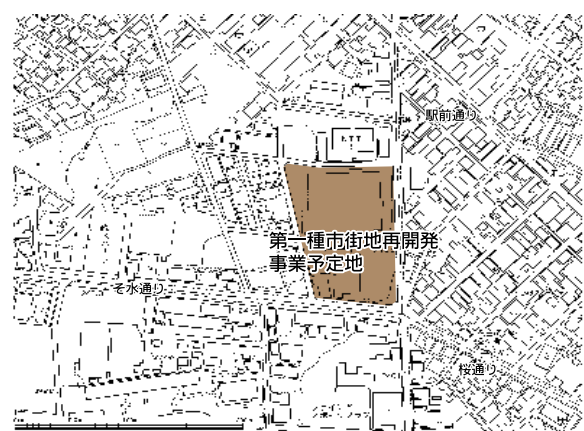 駅前通り
第一種市街地再開発
事業予定地
そ水通り
桜通り